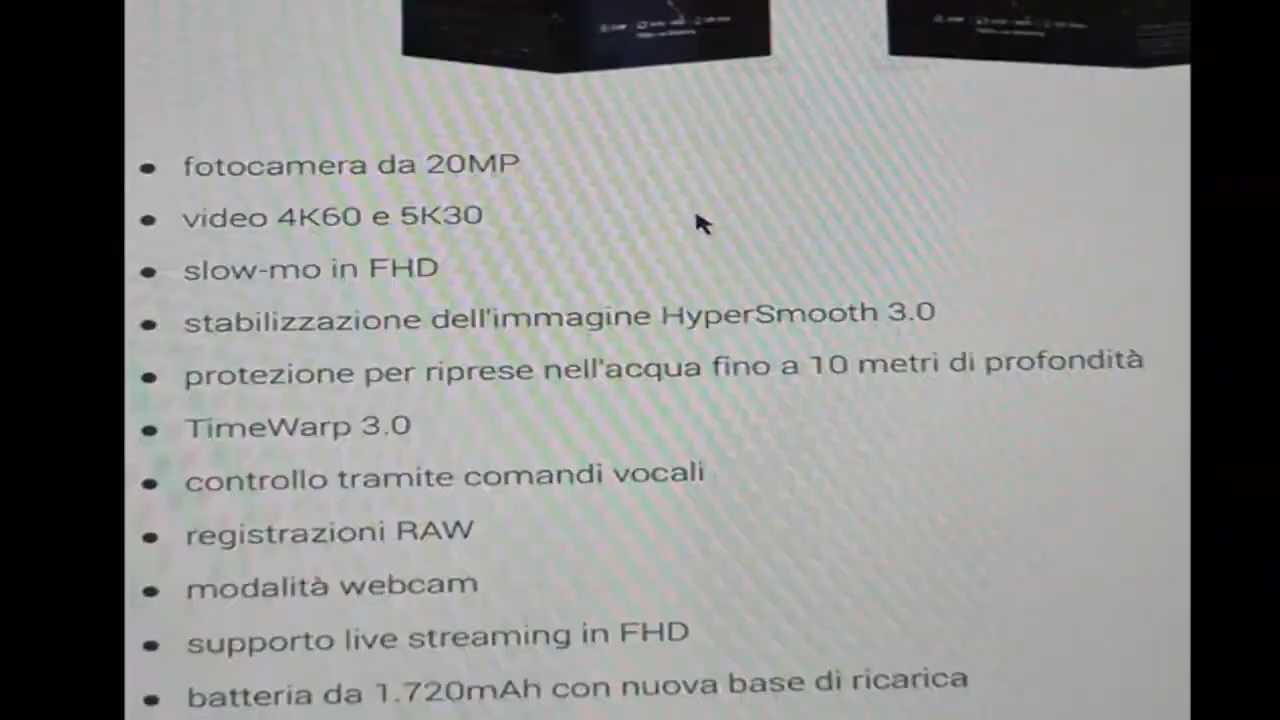 • fotocamera da 20MP
• video 4K60 e 5K30
• slow-mo in FHD
• stabilizzazione dell'immagine HyperSmooth 3.0
• protezione per riprese nell'acqua fino a 10 metri di profondità
• TimeWarp 3.0
• controllo tramite comandi vocali
• registrazioni RAW
• modalità webcam
• supporto live streaming in FHD
• batteria da 1.720mAh con nuova base di ricarica